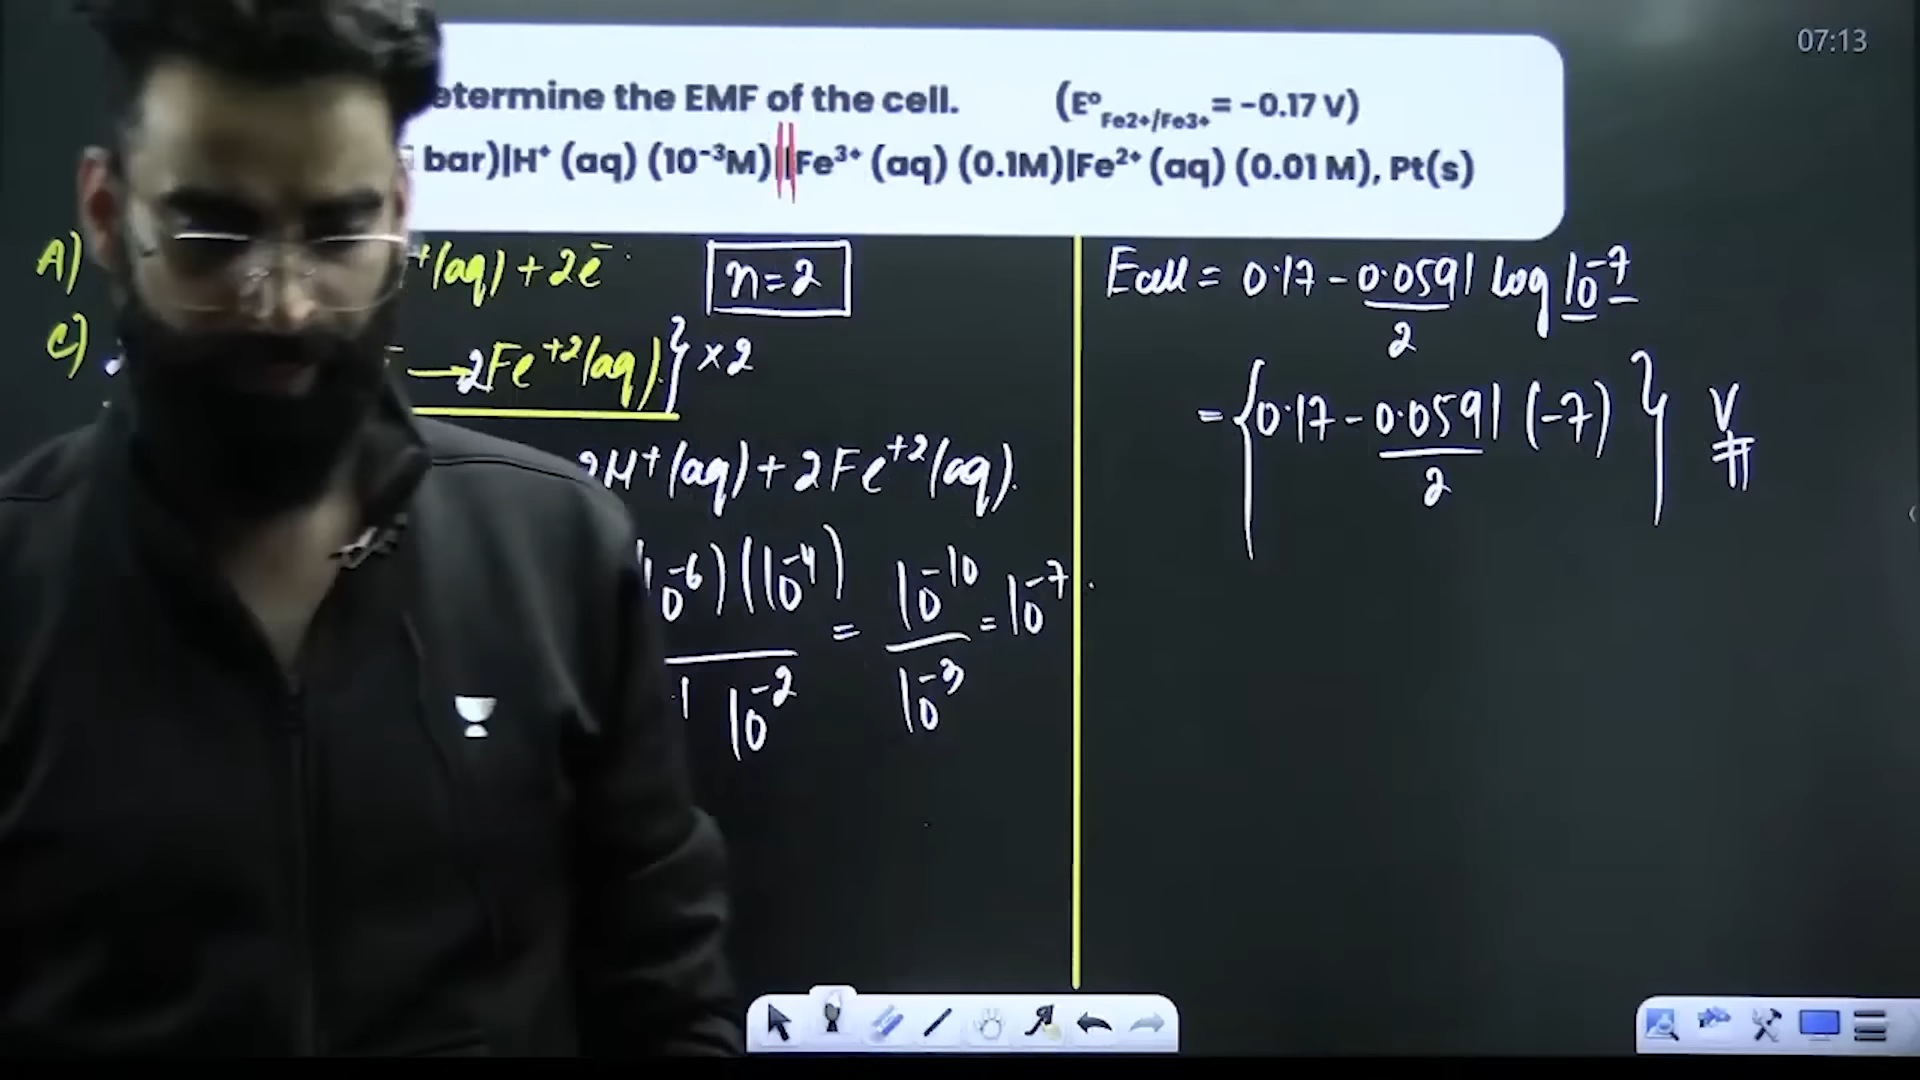 07:13
etermine the EMF of the cell. (E° Fe2+/Fe3+ = -0.17 V)
bar)|H⁺ (aq) (10⁻³M)||Fe³⁺ (aq) (0.1M)|Fe²⁺ (aq) (0.01 M), Pt(s)
A) ⁺(aq) + 2e⁻ n=2
C) → 2Fe⁺²(aq)} ×2
2H⁺(aq) + 2Fe⁺²(aq).
10⁻⁶)(10⁻⁴) / 10⁻² = 10⁻¹⁰ / 10⁻³ = 10⁻⁷
Ecell = 0.17 - 0.0591/2 log 10⁻⁷
= {0.17 - 0.0591/2 (-7)} V